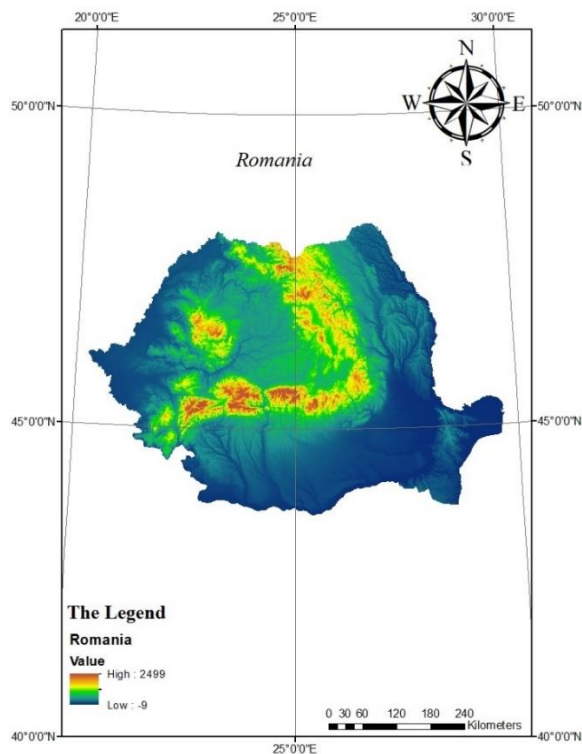 20°0'0"E 25°0'0"E 30°0'0"E
N
50°0'0"N W E 50°0'0"N
S
Romania
45°0'0"N 45°0'0"N
The Legend
Romania
Value
High : 2499
Low : -9
0 30 60 120 180 240
Kilometers
40°0'0"N 40°0'0"N
25°0'0"E